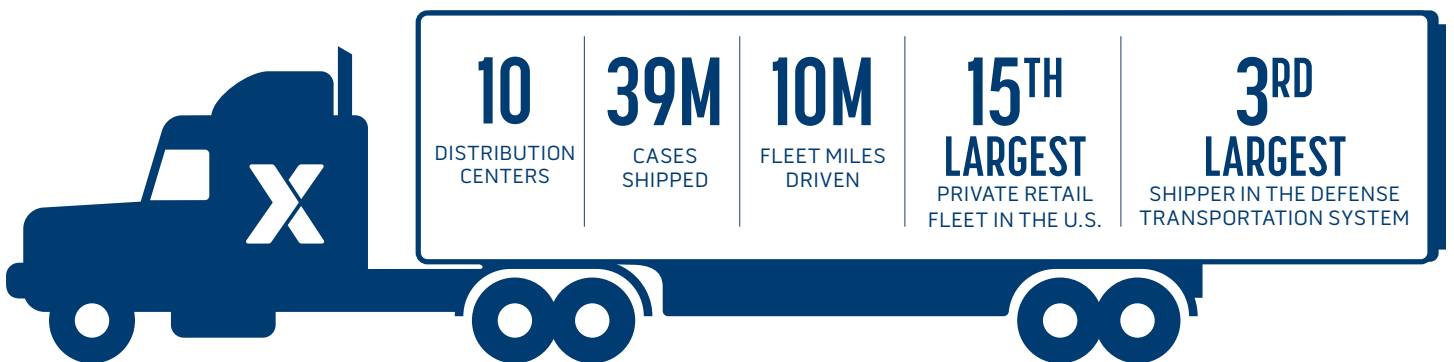 10
DISTRIBUTION
CENTERS
39M
CASES
SHIPPED
10M
FLEET MILES
DRIVEN
15TH
LARGEST
PRIVATE RETAIL
FLEET IN THE U.S.
3RD
LARGEST
SHIPPER IN THE DEFENSE
TRANSPORTATION SYSTEM
X